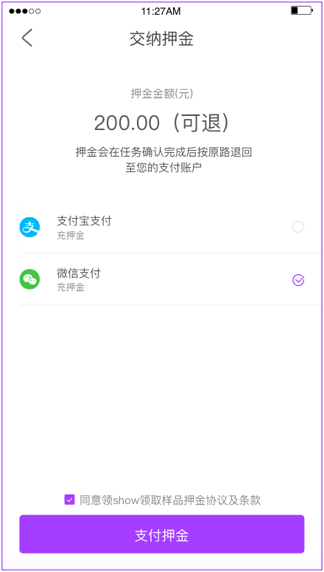 11:27AM
交纳押金
押金金额(元)
200.00（可退）
押金会在任务确认完成后按原路退回
至您的支付账户
支付宝支付
充押金
微信支付
充押金
同意领show领取样品押金协议及条款
支付押金